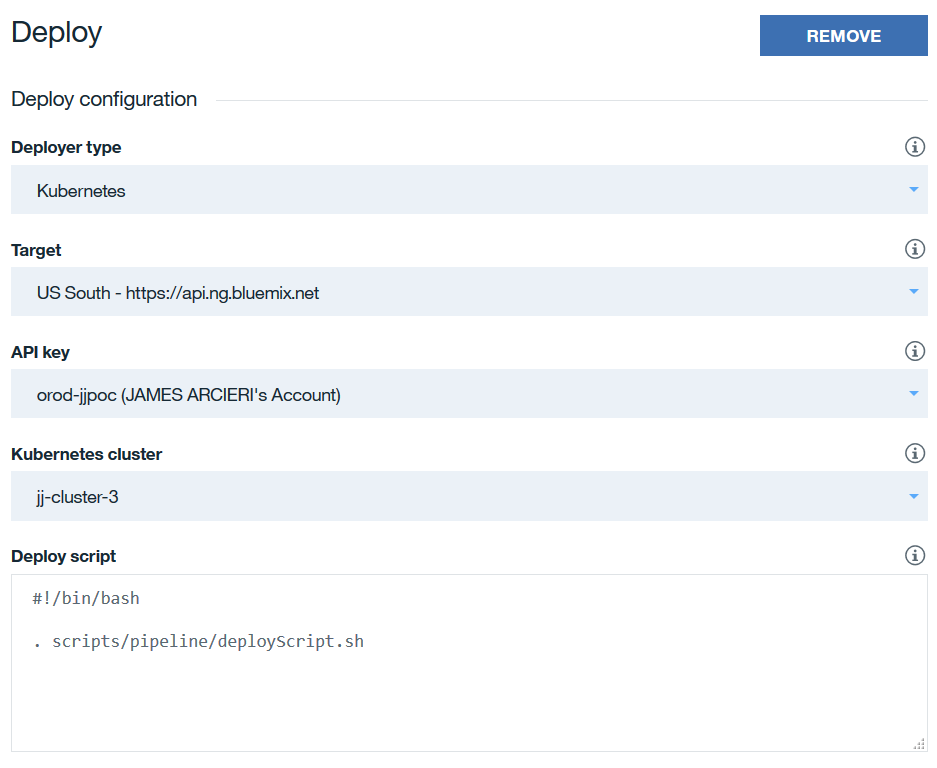 Deploy
REMOVE
Deploy configuration
Deployer type
Kubernetes
Target
US South - https://api.ng.bluemix.net
API key
orod-jjpoc (JAMES ARCIERI's Account)
Kubernetes cluster
jj-cluster-3
Deploy script
#!/bin/bash
. scripts/pipeline/deployScript.sh